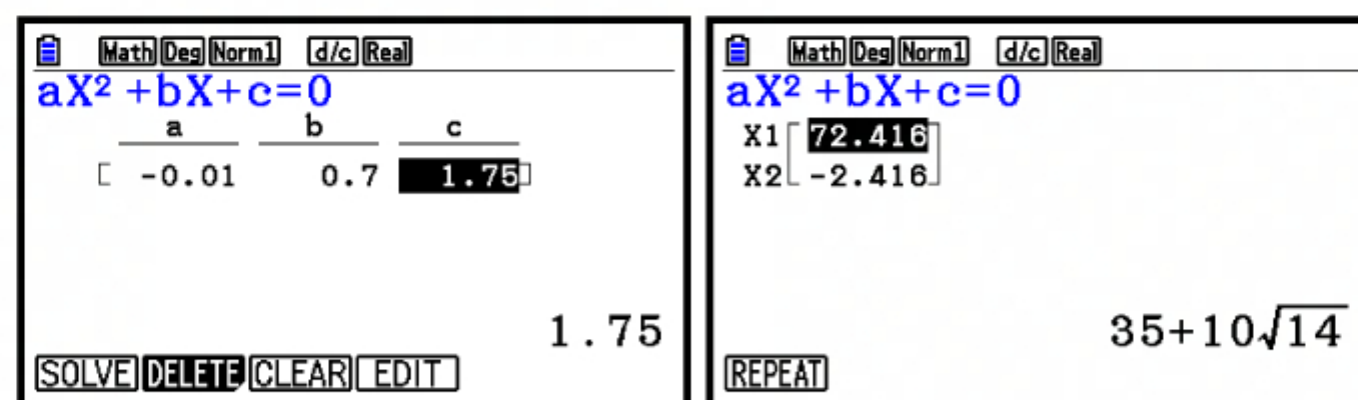 Math Deg Norm1 d/c Real
aX² +bX+c=0
a b c
-0.01 0.7 1.75
1.75
SOLVE DELETE CLEAR EDIT
Math Deg Norm1 d/c Real
aX² +bX+c=0
X1 72.416
X2 -2.416
35+10√14
REPEAT